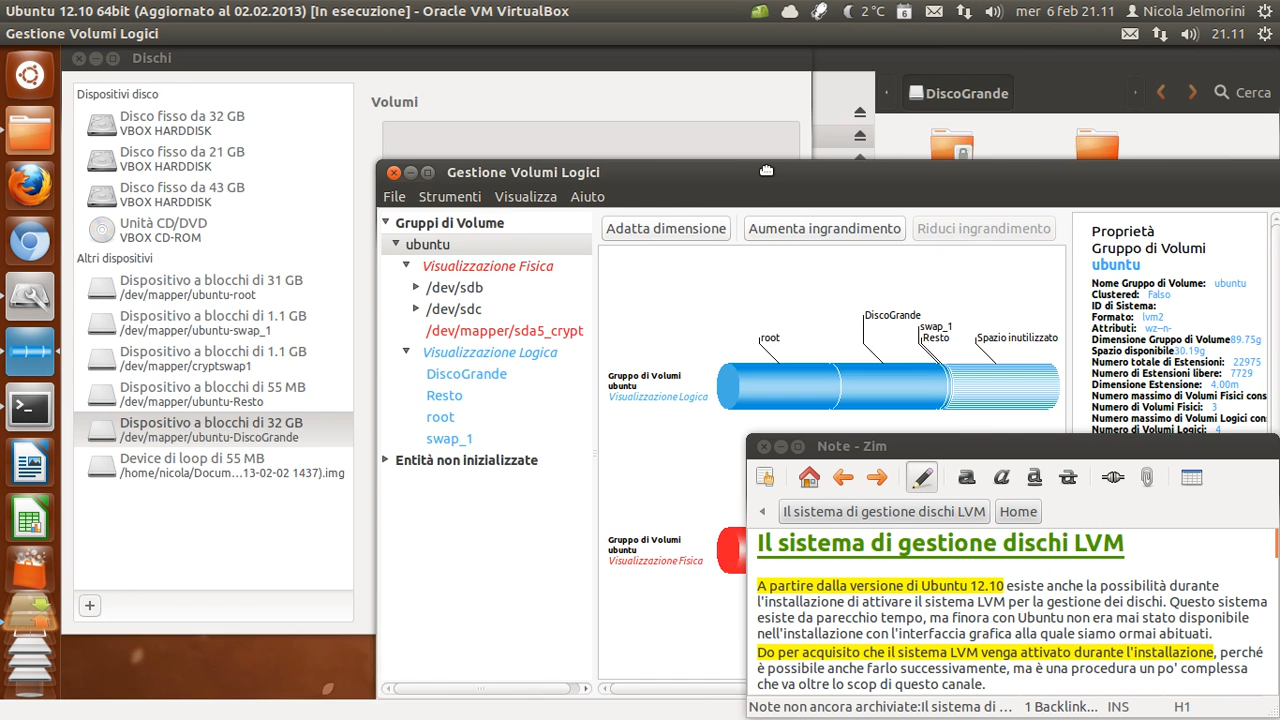 Ubuntu 12.10 64bit (Aggiornato al 02.02.2013) [In esecuzione] - Oracle VM VirtualBox
2°C
6
mer 6 feb 21.11
Nicola Jelmorini
Gestione Volumi Logici
21.11
Dischi
Dispositivi disco
Disco fisso da 32 GB
VBOX HARDDISK
Disco fisso da 21 GB
VBOX HARDDISK
Disco fisso da 43 GB
VBOX HARDDISK
Unità CD/DVD
VBOX CD-ROM
Altri dispositivi
Dispositivo a blocchi di 31 GB
/dev/mapper/ubuntu-root
Dispositivo a blocchi di 1.1 GB
/dev/mapper/ubuntu-swap_1
Dispositivo a blocchi di 1.1 GB
/dev/mapper/cryptswap1
Dispositivo a blocchi di 55 MB
/dev/mapper/ubuntu-Resto
Dispositivo a blocchi di 32 GB
/dev/mapper/ubuntu-DiscoGrande
Device di loop di 55 MB
/home/nicola/Docum…13-02-02 1437).img
Volumi
DiscoGrande
Cerca
Gestione Volumi Logici
File Strumenti Visualizza Aiuto
Gruppi di Volume
ubuntu
Visualizzazione Fisica
/dev/sdb
/dev/sdc
/dev/mapper/sda5_crypt
Visualizzazione Logica
DiscoGrande
Resto
root
swap_1
Entità non inizializzate
Adatta dimensione
Aumenta ingrandimento
Riduci ingrandimento
root
DiscoGrande
swap_1
Resto
Spazio inutilizzato
Gruppo di Volumi
ubuntu
Visualizzazione Logica
Gruppo di Volumi
ubuntu
Visualizzazione Fisica
Proprietà
Gruppo di Volumi
ubuntu
Nome Gruppo di Volume: ubuntu
Clustered: Falso
ID di Sistema:
Formato: lvm2
Attributi: wz--n-
Dimensione Gruppo di Volume 89.75g
Spazio disponibile 30.19g
Numero totale di Estensioni: 22975
Numero di Estensioni libere: 7729
Dimensione Estensione: 4.00m
Numero massimo di Volumi Fisici cons
Numero di Volumi Fisici: 3
Numero massimo di Volumi Logici con
Numero di Volumi Logici: 4
Note - Zim
Il sistema di gestione dischi LVM
Home
Il sistema di gestione dischi LVM
A partire dalla versione di Ubuntu 12.10 esiste anche la possibilità durante
l'installazione di attivare il sistema LVM per la gestione dei dischi. Questo sistema
esiste da parecchio tempo, ma finora con Ubuntu non era mai stato disponibile
nell'installazione con l'interfaccia grafica alla quale siamo ormai abituati.
Do per acquisito che il sistema LVM venga attivato durante l'installazione, perché
è possibile anche farlo successivamente, ma è una procedura un po' complessa
che va oltre lo scop di questo canale.
Note non ancora archiviate:Il sistema di ... 1 Backlink... INS H1